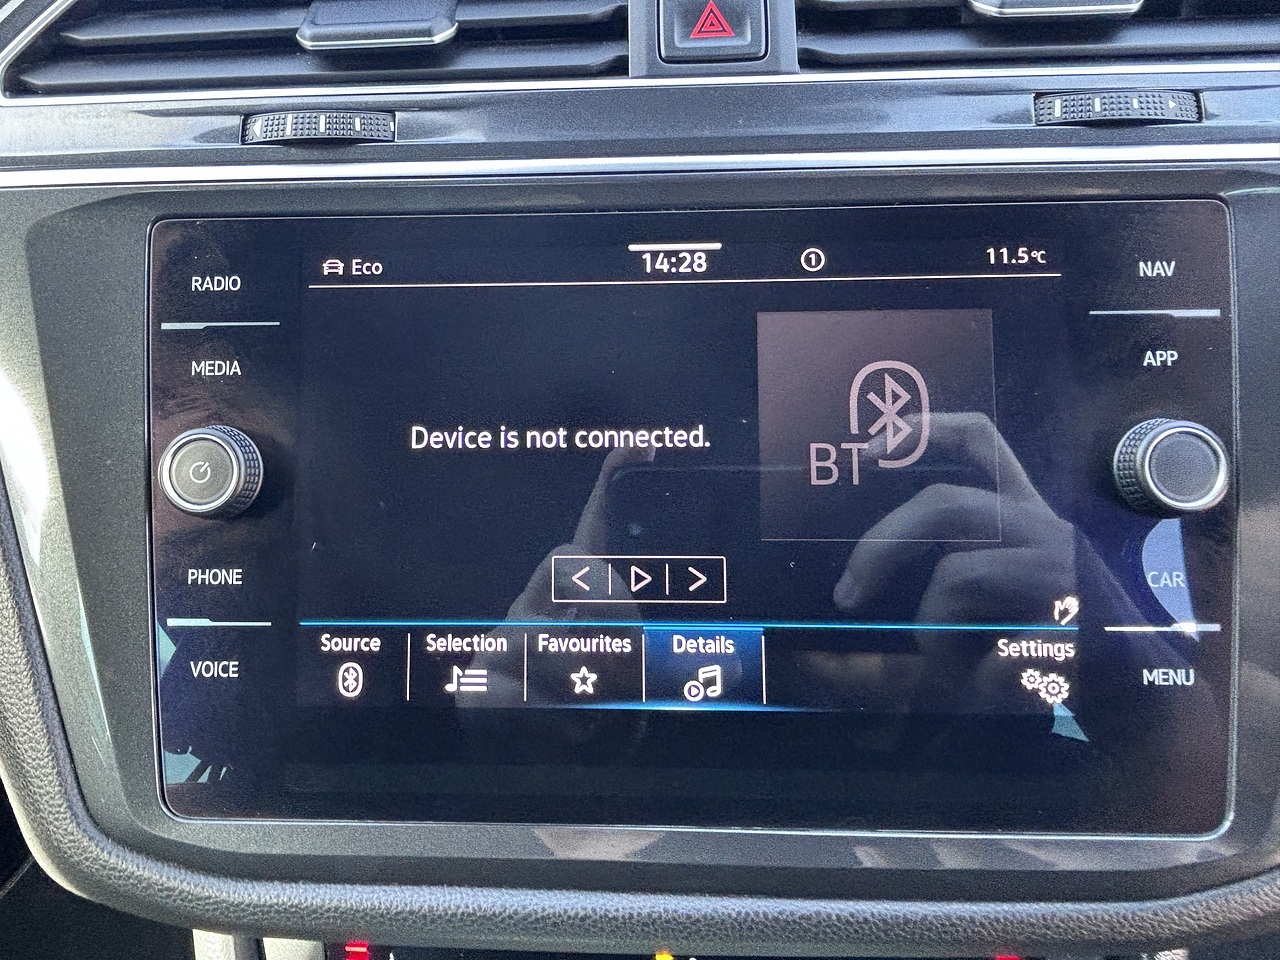 RADIO
MEDIA
PHONE
VOICE
Eco
14:28
1
11.5°C
Device is not connected.
BT
Source
Selection
Favourites
Details
Settings
NAV
APP
CAR
MENU